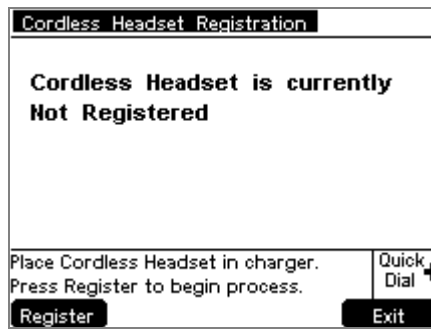 Cordless Headset Registration
Cordless Headset is currently
Not Registered
Place Cordless Headset in charger.
Press Register to begin process.
Quick
Dial
Register
Exit